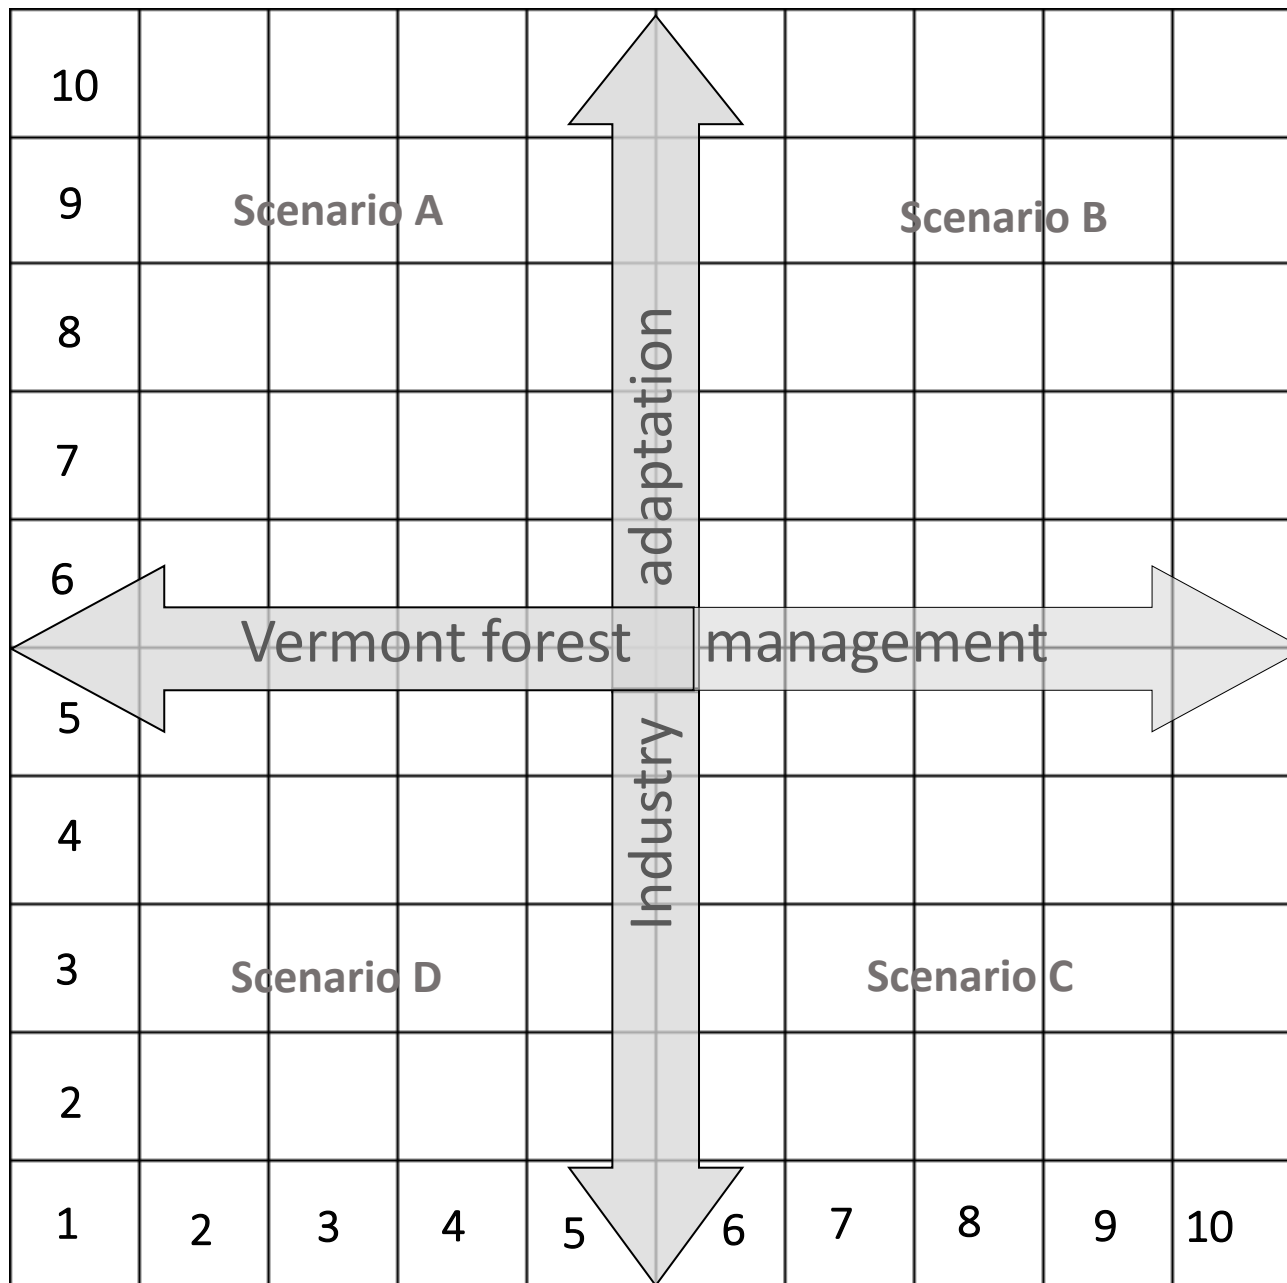 10
9
Scenario A
Scenario B
8
7
adaptation
6
Vermont forest management
5
Industry
4
3
Scenario D
Scenario C
2
1 2 3 4 5 6 7 8 9 10